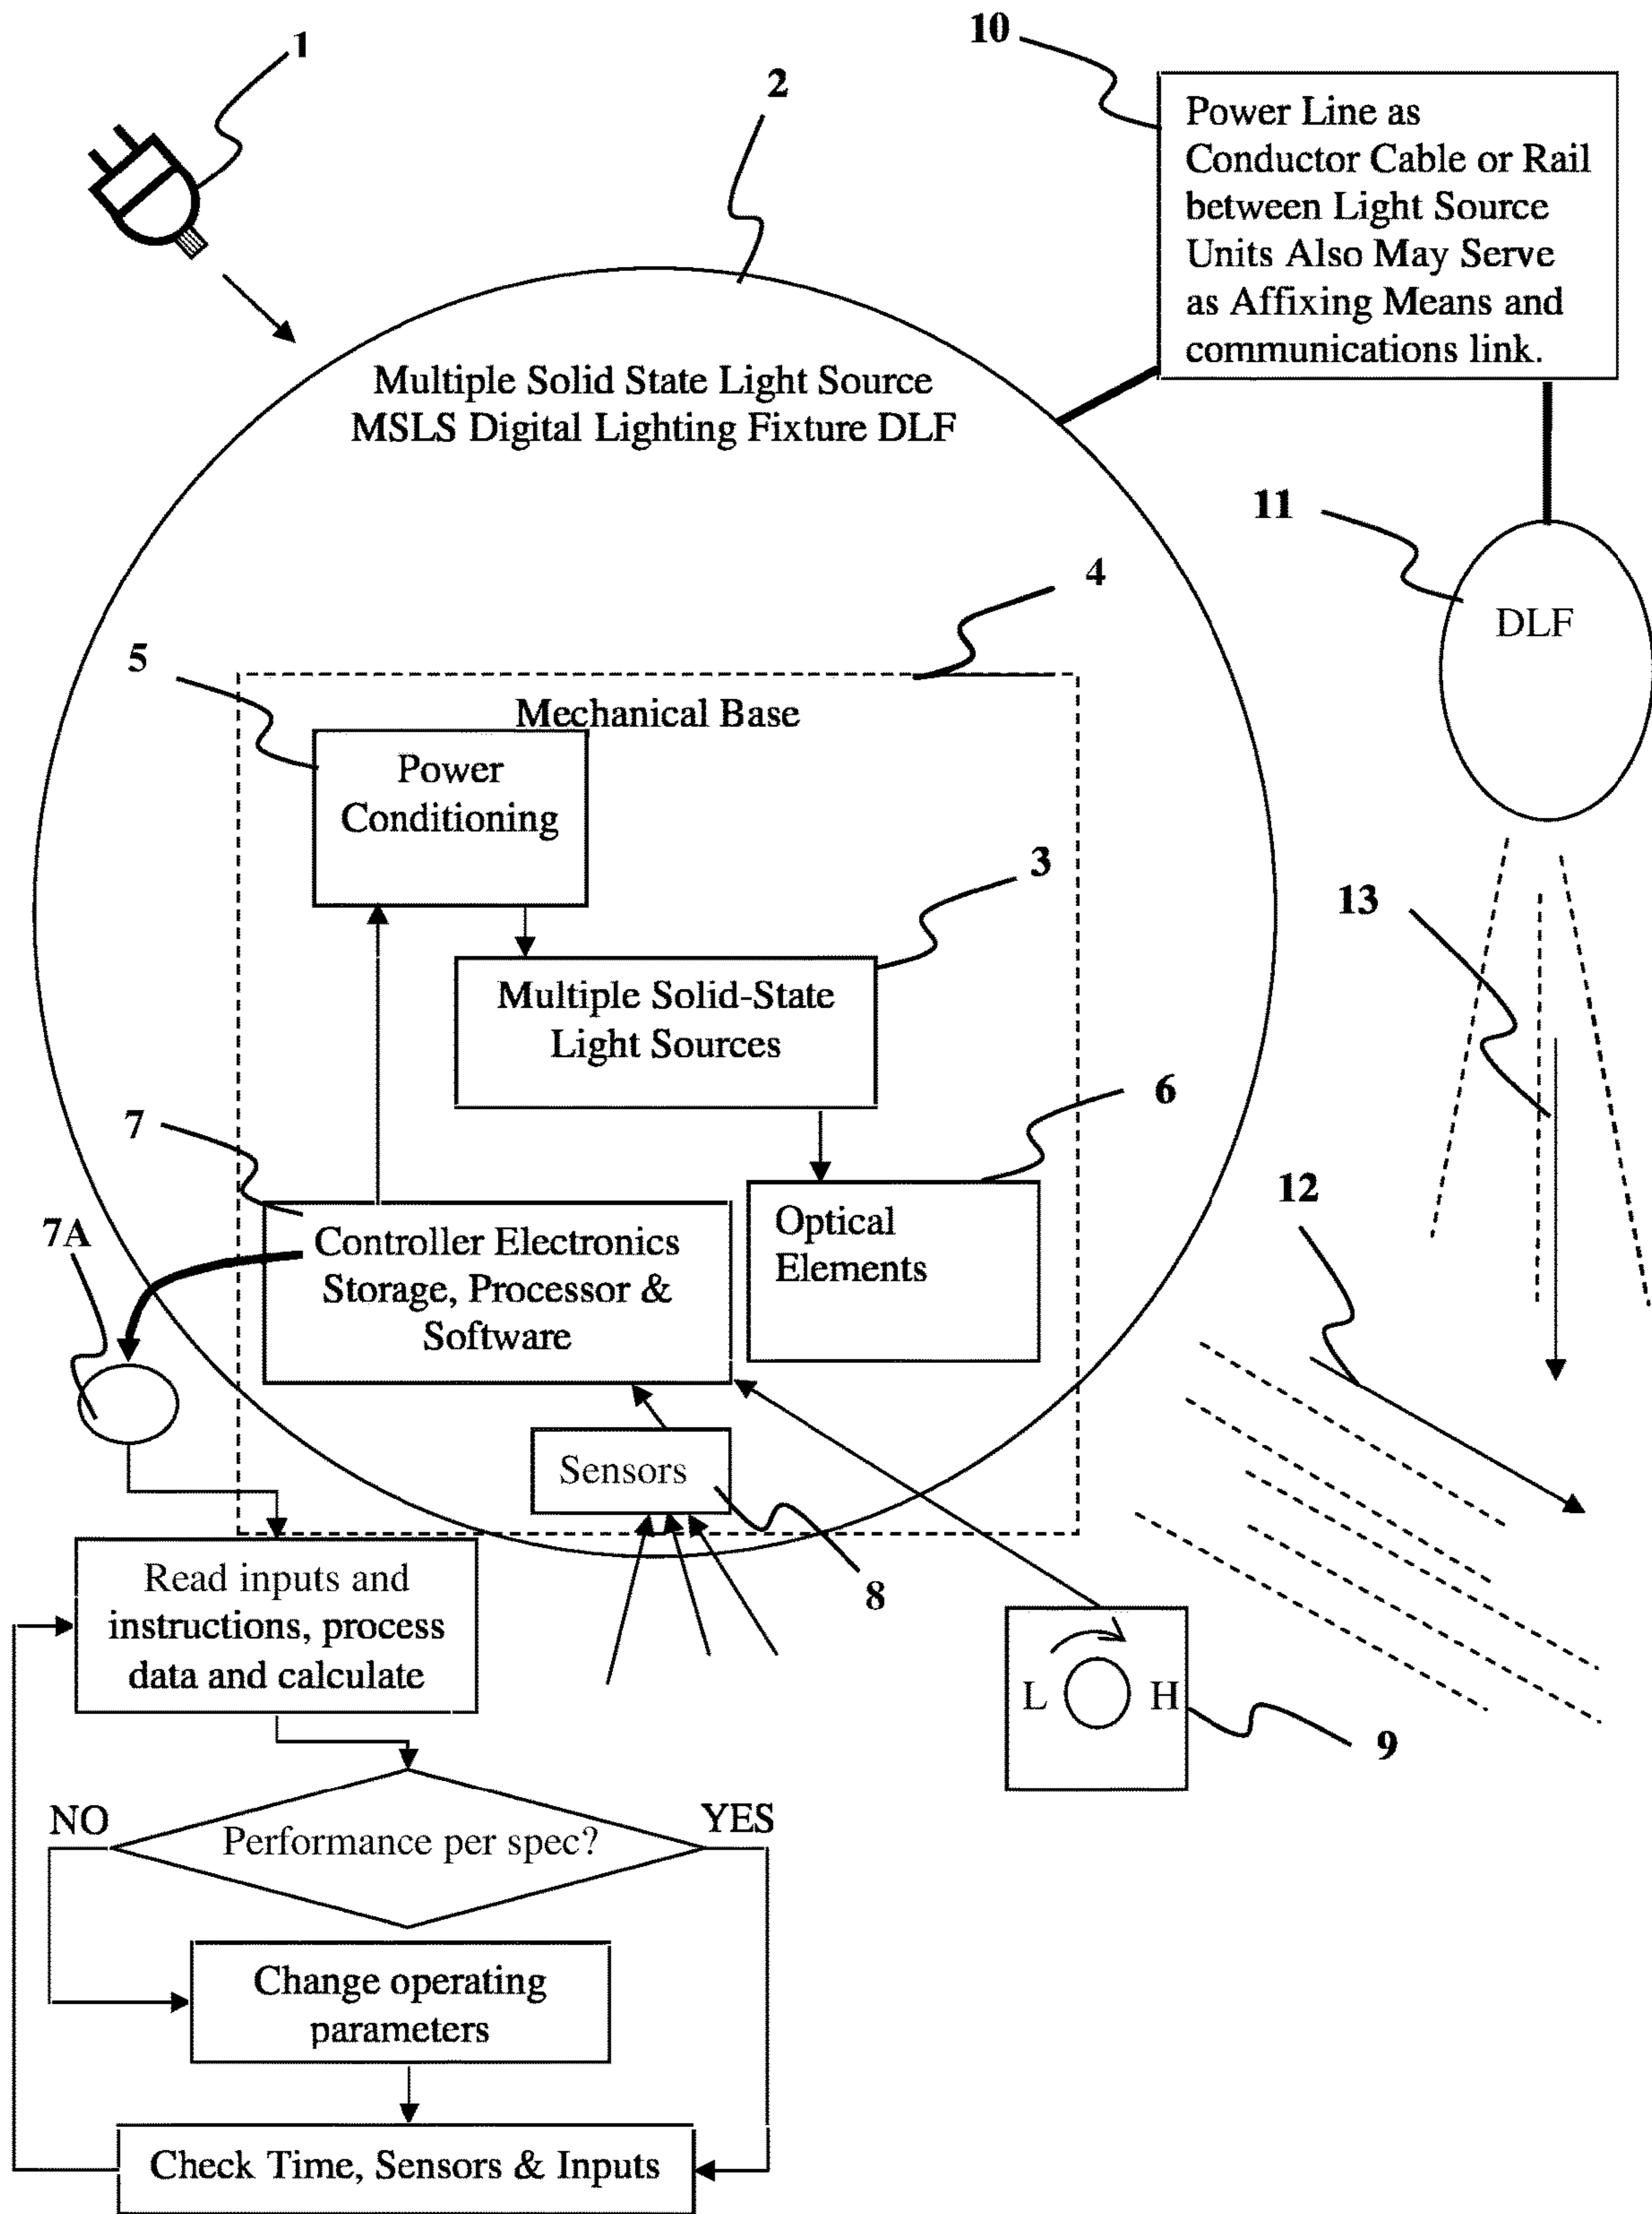 1
2
10
Power Line as
Conductor Cable or Rail
between Light Source
Units Also May Serve
as Affixing Means and
communications link.
Multiple Solid State Light Source
MSLS Digital Lighting Fixture DLF
11
DLF
4
5
Mechanical Base
Power
Conditioning
3
13
Multiple Solid-State
Light Sources
6
7
12
7A
Controller Electronics
Storage, Processor &
Software
Optical
Elements
Sensors
8
Read inputs and
instructions, process
data and calculate
L H
9
NO
YES
Performance per spec?
Change operating
parameters
Check Time, Sensors & Inputs